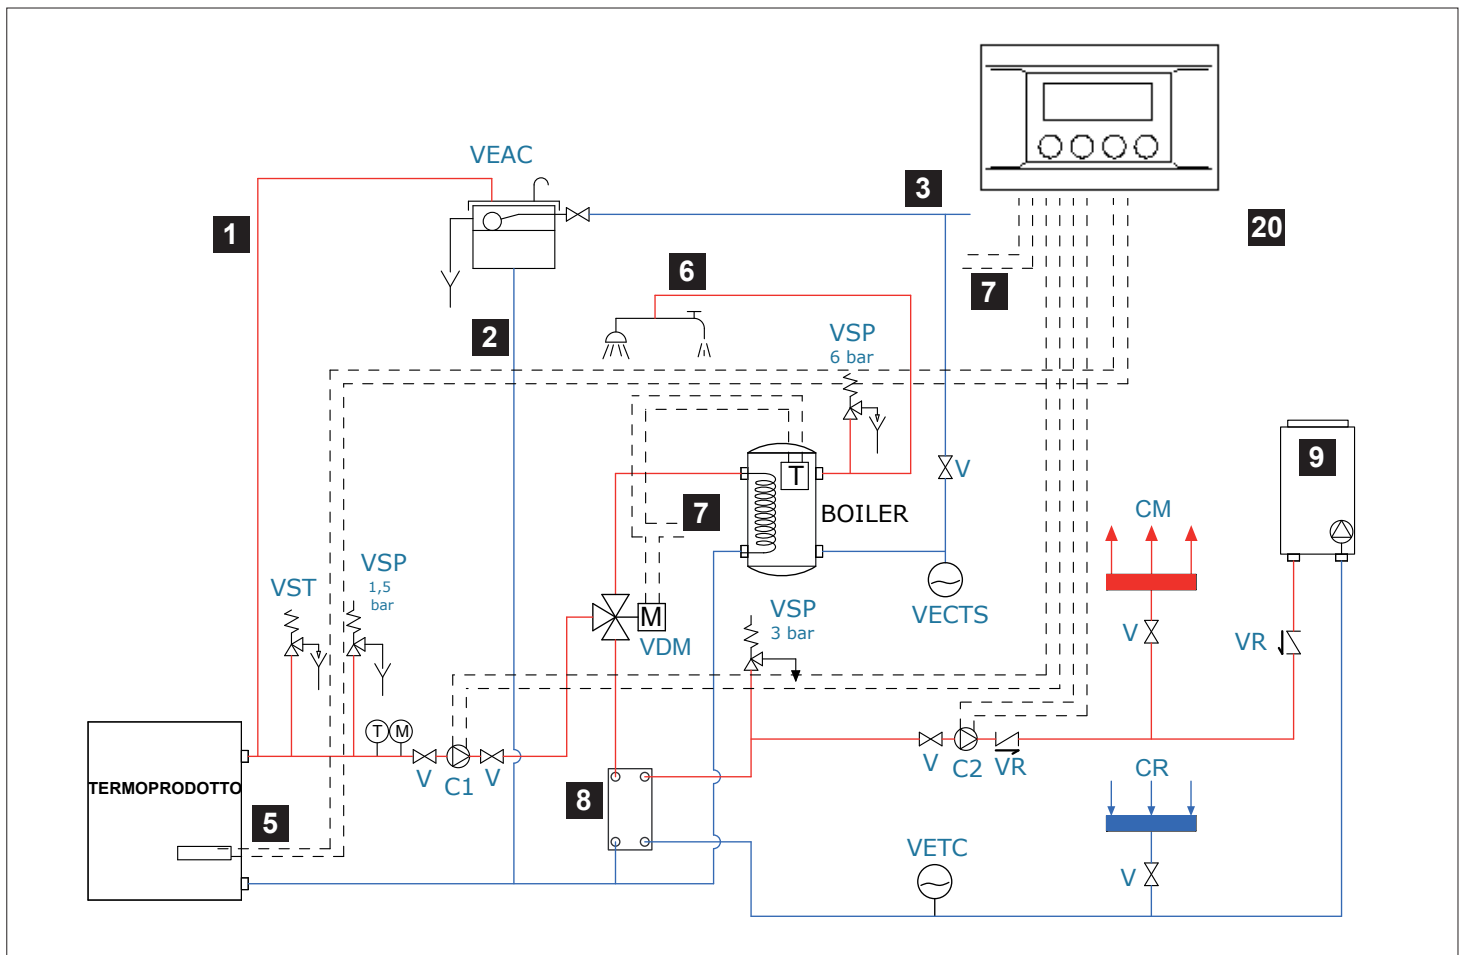 VEAC
3
1
20
6
7
2
VSP
6 bar
9
V
T
CM
7
BOILER
VSP
1,5
bar
VST
VECTS
VSP
3 bar
M
VDM
V
VR
T M
V
C1
V
V
C2
VR
CR
TERMOPRODOTTO
8
5
VETC
V